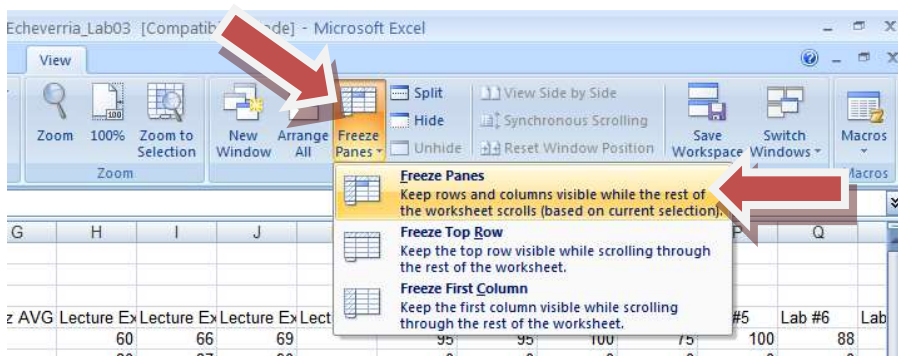 Echeverria_Lab03 [Compatib de] - Microsoft Excel
View
Zoom
100%
Zoom to Selection
New Window
Arrange All
Freeze Panes
Split
Hide
Unhide
View Side by Side
Synchronous Scrolling
Reset Window Position
Save Workspace
Switch Windows
Macros
Zoom
Macros
Freeze Panes
Keep rows and columns visible while the rest of
the worksheet scrolls (based on current selection).
Freeze Top Row
Keep the top row visible while scrolling through
the rest of the worksheet.
Freeze First Column
Keep the first column visible while scrolling
through the rest of the worksheet.
G H I J P Q
z AVG Lecture Ex Lecture Ex Lecture Ex Lect #5 Lab #6 Lab
60 66 69 95 95 100 75 100 88